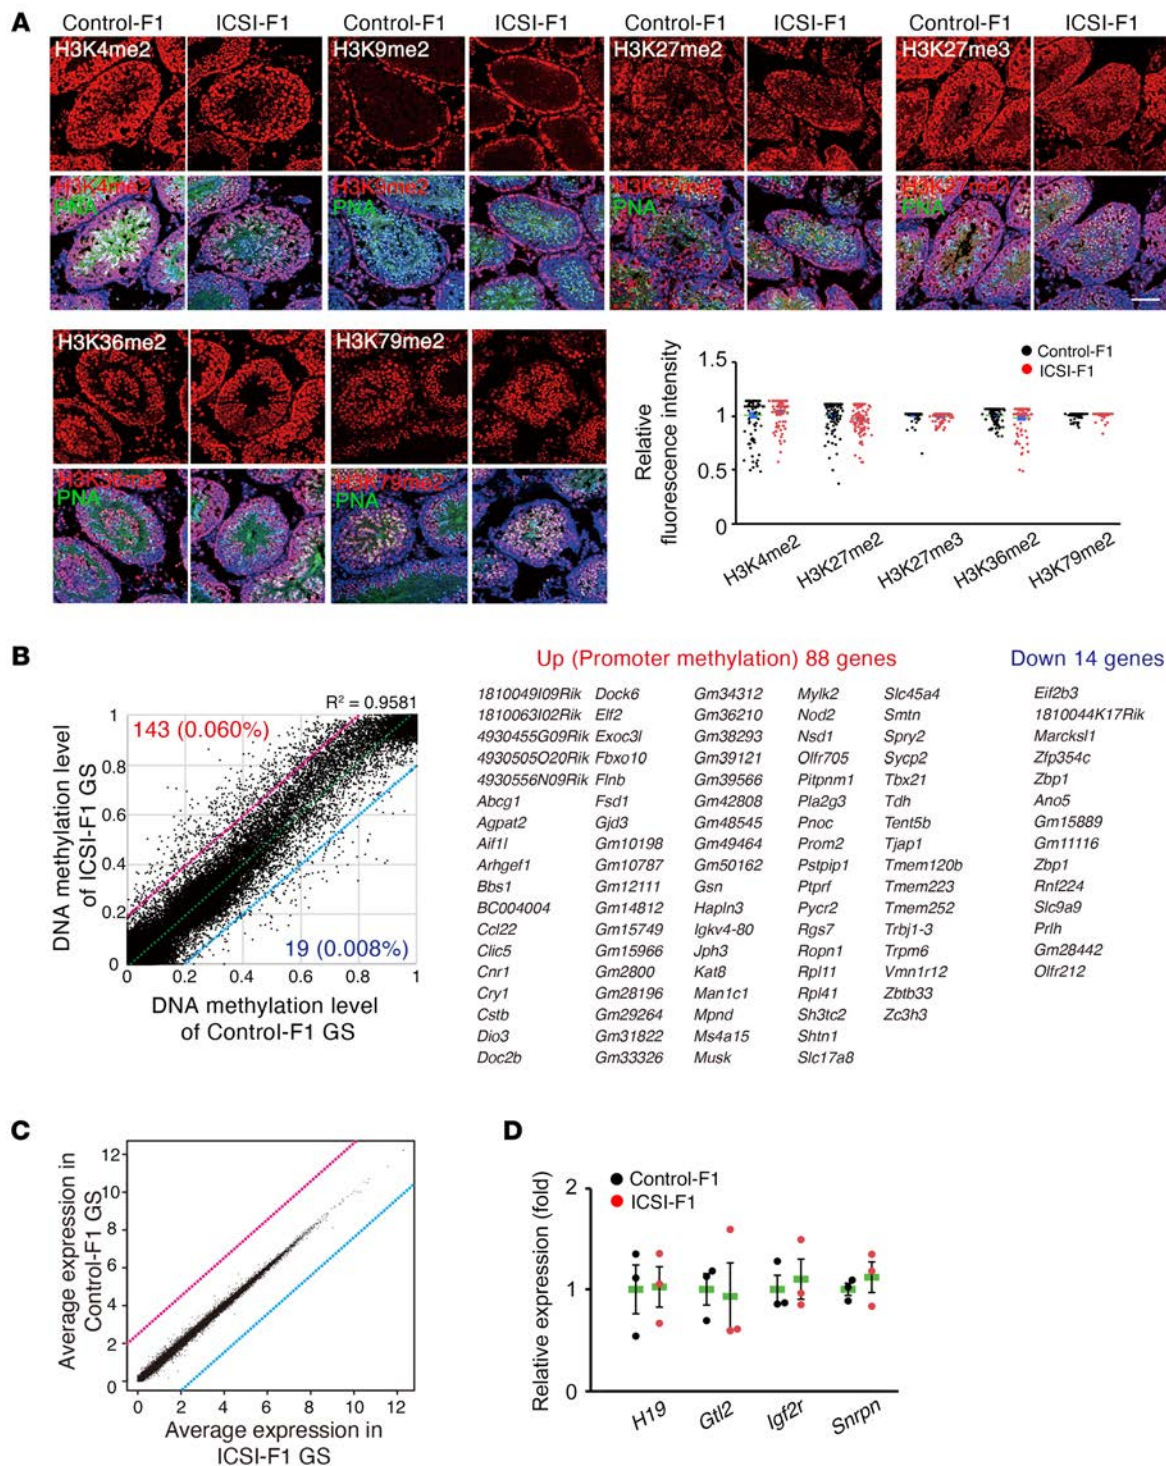 A
Control-F1 ICSI-F1 Control-F1 ICSI-F1 Control-F1 ICSI-F1 Control-F1 ICSI-F1
H3K4me2 H3K9me2 H3K27me2 H3K27me3
H3K4me2 H3K9me2 H3K27me2 H3K27me3
PNA PNA PNA PNA
H3K36me2 H3K79me2
H3K36me2 H3K79me2
PNA PNA
Relative
fluorescence intensity
1.5
1
0.5
0
Control-F1
ICSI-F1
H3K4me2 H3K27me2 H3K27me3 H3K36me2 H3K79me2
B
R² = 0.9581
143 (0.060%)
19 (0.008%)
DNA methylation level
of ICSI-F1 GS
1
0.8
0.6
0.4
0.2
0
0 0.2 0.4 0.6 0.8 1
DNA methylation level
of Control-F1 GS
Up (Promoter methylation) 88 genes
1810049I09Rik Dock6 Gm34312 Mylk2 Slc45a4
1810063I02Rik Elf2 Gm36210 Nod2 Smtn
4930455G09Rik Exoc3l Gm38293 Nsd1 Spry2
4930505O20Rik Fbxo10 Gm39121 Olfr705 Sycp2
4930556N09Rik Flnb Gm39566 Pitpnm1 Tbx21
Abcg1 Fsd1 Gm42808 Pla2g3 Tdh
Agpat2 Gjd3 Gm48545 Pnoc Tent5b
Aif1l Gm10198 Gm49464 Prom2 Tjap1
Arhgef1 Gm10787 Gm50162 Pstpip1 Tmem120b
Bbs1 Gm12111 Gsn Ptprf Tmem223
BC004004 Gm14812 Hapln3 Pycr2 Tmem252
Ccl22 Gm15749 Igkv4-80 Rgs7 Trbj1-3
Clic5 Gm15966 Jph3 Ropn1 Trpm6
Cnr1 Gm2800 Kat8 Rpl11 Vmn1r12
Cry1 Gm28196 Man1c1 Rpl41 Zbtb33
Cstb Gm29264 Mpnd Sh3tc2 Zc3h3
Dio3 Gm31822 Ms4a15 Shtn1
Doc2b Gm33326 Musk Slc17a8
Down 14 genes
Eif2b3
1810044K17Rik
Marcksl1
Zfp354c
Zbp1
Ano5
Gm15889
Gm11116
Zbp1
Rnf224
Slc9a9
Prlh
Gm28442
Olfr212
C
Average expression in
Control-F1 GS
12
10
8
6
4
2
0
0 2 4 6 8 10 12
Average expression in
ICSI-F1 GS
D
Control-F1
ICSI-F1
Relative expression (fold)
2
1
0
H19 Gtl2 Igf2r Snrpn